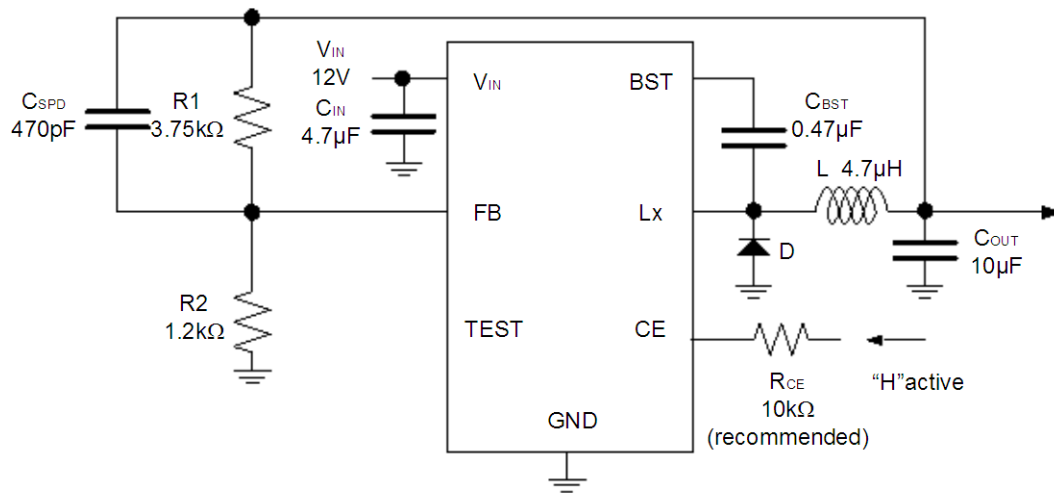 CSPD
470pF
R1
3.75kΩ
R2
1.2kΩ
VIN
12V
CIN
4.7µF
VIN
FB
TEST
GND
BST
Lx
CE
CBST
0.47µF
L 4.7µH
D
COUT
10µF
RCE
10kΩ
(recommended)
“H”active